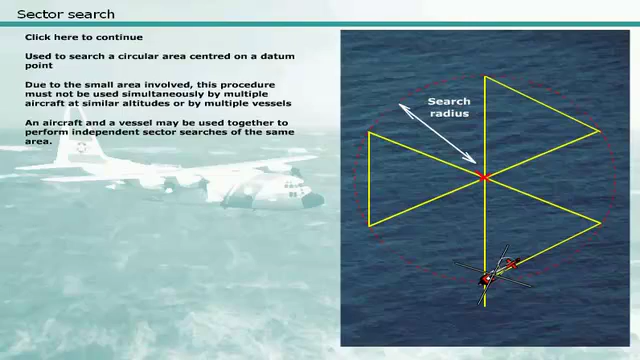 Sector search
Click here to continue
Used to search a circular area centred on a datum
point
Due to the small area involved, this procedure
must not be used simultaneously by multiple
aircraft at similar altitudes or by multiple vessels
An aircraft and a vessel may be used together to
perform independent sector searches of the same
area.
Search
radius